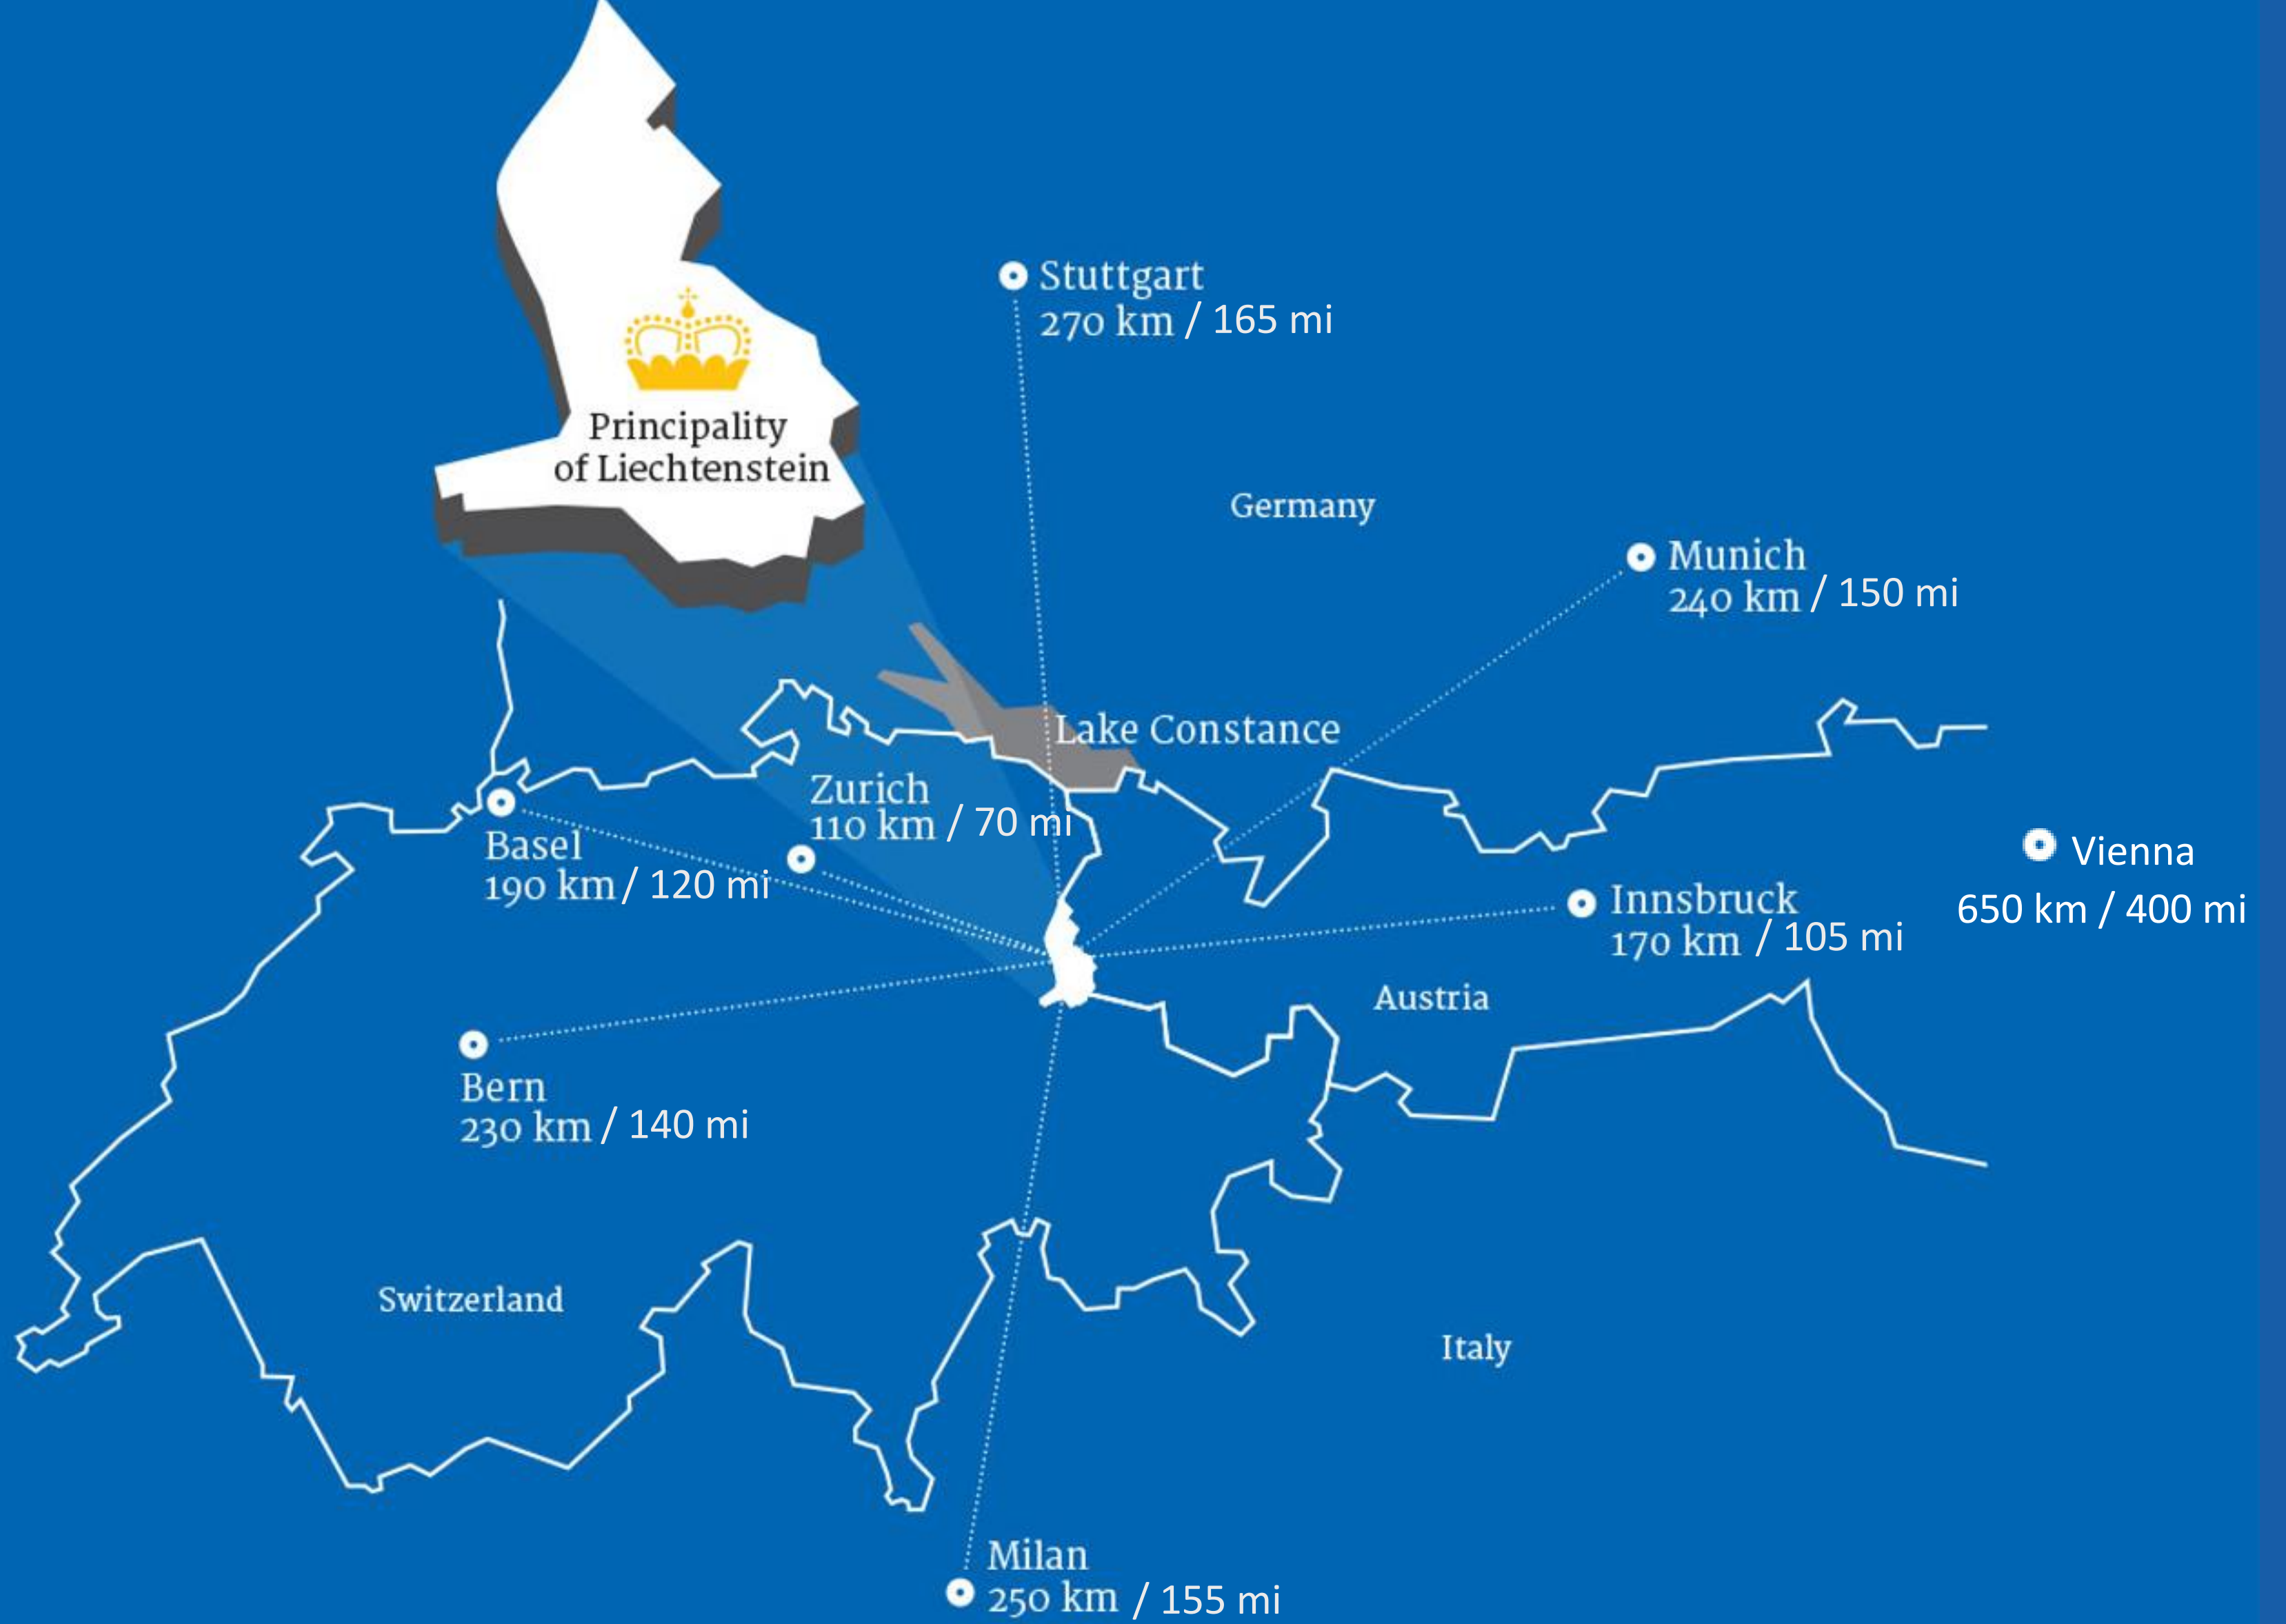 Stuttgart
270 km / 165 mi
Principality
of Liechtenstein
Germany
Munich
240 km / 150 mi
Lake Constance
Zurich
110 km / 70 mi
Basel
190 km / 120 mi
Vienna
650 km / 400 mi
Innsbruck
170 km / 105 mi
Austria
Bern
230 km / 140 mi
Switzerland
Italy
Milan
250 km / 155 mi